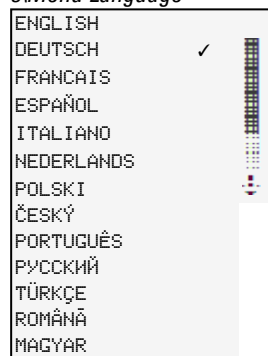 ENGLISH
DEUTSCH ✓
FRANCAIS
ESPAÑOL
ITALIANO
NEDERLANDS
POLSKI
ČESKÝ
PORTUGUÊS
РУССКИЙ
TÜRKÇE
ROMÂNĂ
MAGYAR